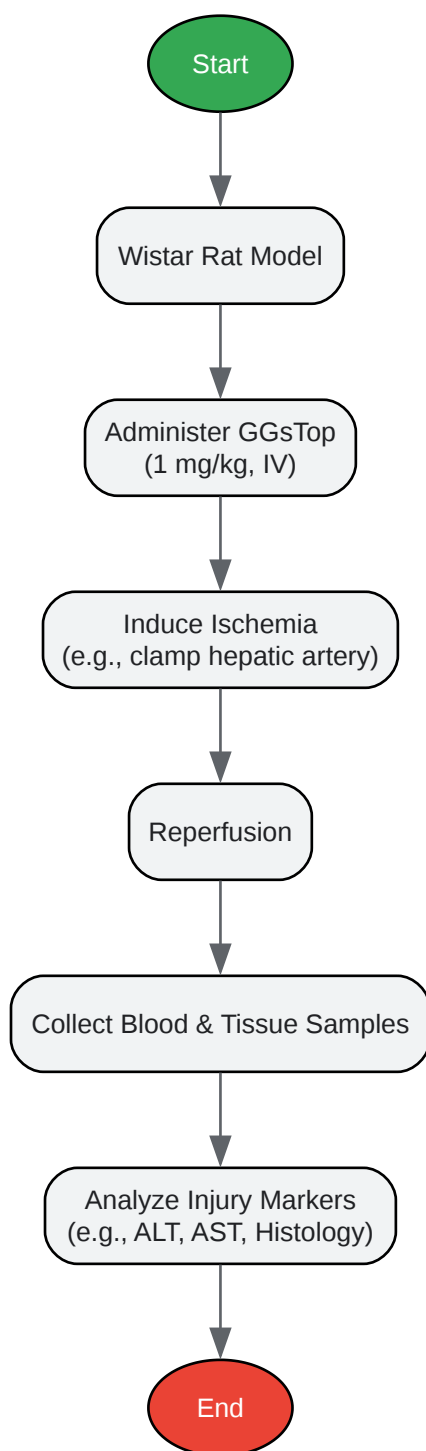 Start
Wistar Rat Model
Administer GGsTop
(1 mg/kg, IV)
Induce Ischemia
(e.g., clamp hepatic artery)
Reperfusion
Collect Blood & Tissue Samples
Analyze Injury Markers
(e.g., ALT, AST, Histology)
End